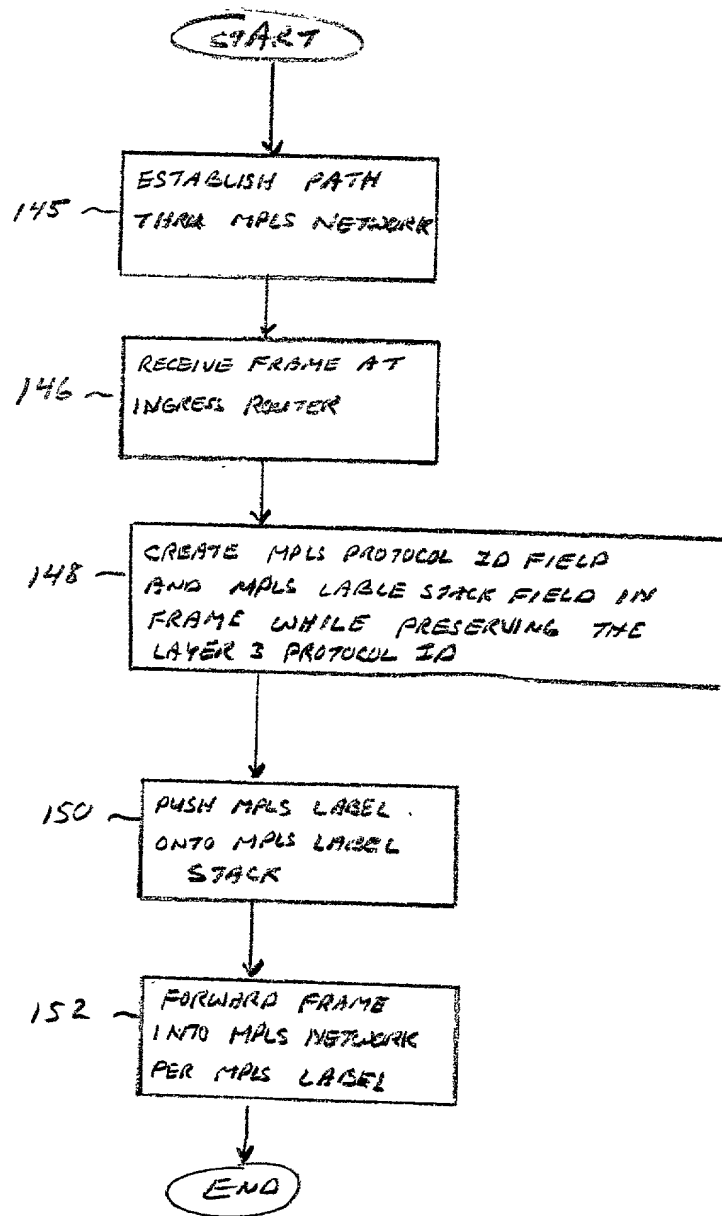 START
145 ~ ESTABLISH PATH
THRU MPLS NETWORK
146 ~ RECEIVE FRAME AT
INGRESS ROUTER
148 ~ CREATE MPLS PROTOCOL ID FIELD
AND MPLS LABLE STACK FIELD IN
FRAME WHILE PRESERVING THE
LAYER 3 PROTOCOL ID
150 ~ PUSH MPLS LABEL
ONTO MPLS LABEL
STACK
152 ~ FORWARD FRAME
INTO MPLS NETWORK
PER MPLS LABEL
END